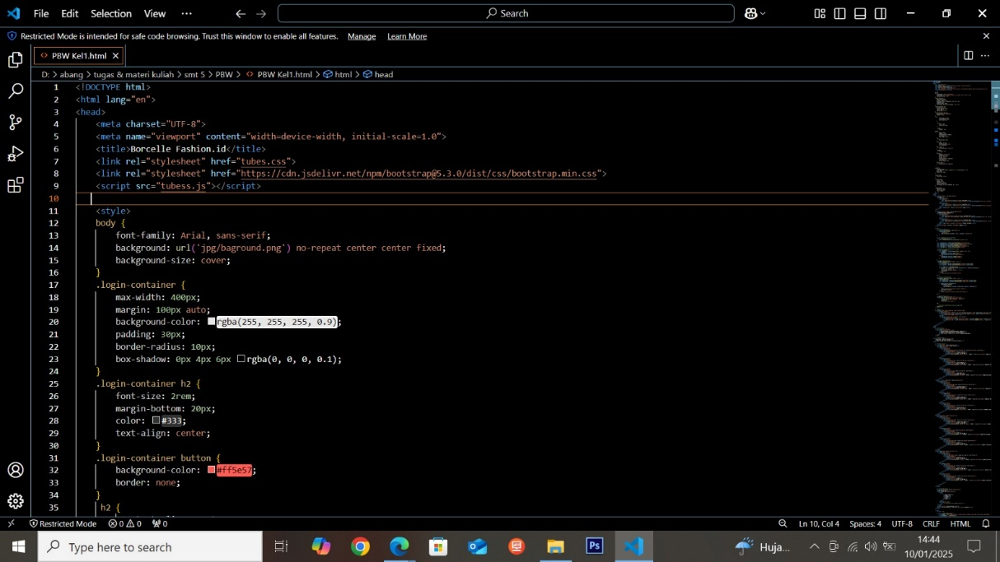 File Edit Selection View ··· Search
Restricted Mode is intended for safe code browsing. Trust this window to enable all features. Manage Learn More
<> PBW Kel1.html
D: > abang > tugas & materi kuliah > smt 5 > PBW > <> PBW Kel1.html > html > head
1 <!DOCTYPE html>
2 <html lang="en">
3 <head>
4 <meta charset="UTF-8">
5 <meta name="viewport" content="width=device-width, initial-scale=1.0">
6 <title>Borcelle Fashion.id</title>
7 <link rel="stylesheet" href="tubes.css">
8 <link rel="stylesheet" href="https://cdn.jsdelivr.net/npm/bootstrap@5.3.0/dist/css/bootstrap.min.css">
9 <script src="tubess.js"></script>
10
11 <style>
12 body {
13 font-family: Arial, sans-serif;
14 background: url('jpg/baground.png') no-repeat center center fixed;
15 background-size: cover;
16 }
17 .login-container {
18 max-width: 400px;
19 margin: 100px auto;
20 background-color: rgba(255, 255, 255, 0.9);
21 padding: 30px;
22 border-radius: 10px;
23 box-shadow: 0px 4px 6px rgba(0, 0, 0, 0.1);
24 }
25 .login-container h2 {
26 font-size: 2rem;
27 margin-bottom: 20px;
28 color: #333;
29 text-align: center;
30 }
31 .login-container button {
32 background-color: #ff5e57;
33 border: none;
34 }
35 h2 {
Restricted Mode 0 0 0 Ln 10, Col 4 Spaces: 4 UTF-8 CRLF HTML
Type here to search Ps Huja... 14:44
10/01/2025